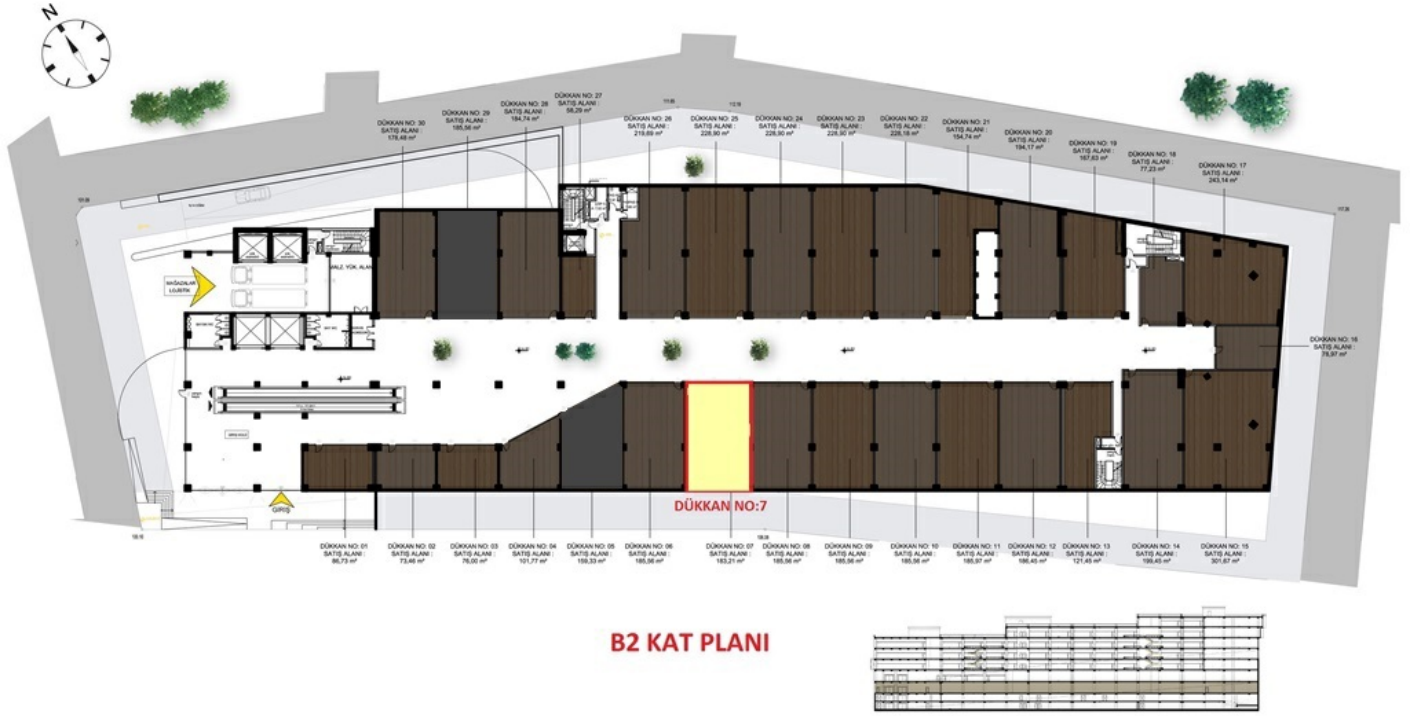 N
DÜKKAN NO: 30
SATIŞ ALANI :
178,48 m²
DÜKKAN NO: 29
SATIŞ ALANI :
185,56 m²
DÜKKAN NO: 28
SATIŞ ALANI :
184,74 m²
DÜKKAN NO: 27
SATIŞ ALANI :
58,29 m²
DÜKKAN NO: 26
SATIŞ ALANI :
219,69 m²
DÜKKAN NO: 25
SATIŞ ALANI :
228,90 m²
DÜKKAN NO: 24
SATIŞ ALANI :
228,90 m²
DÜKKAN NO: 23
SATIŞ ALANI :
228,90 m²
DÜKKAN NO: 22
SATIŞ ALANI :
228,18 m²
DÜKKAN NO: 21
SATIŞ ALANI :
154,74 m²
DÜKKAN NO: 20
SATIŞ ALANI :
194,17 m²
DÜKKAN NO: 19
SATIŞ ALANI :
167,63 m²
DÜKKAN NO: 18
SATIŞ ALANI :
77,23 m²
DÜKKAN NO: 17
SATIŞ ALANI :
243,14 m²
MALZ. YÜK. ALAN
MAĞAZALAR
LOJİSTİK
DÜKKAN NO: 16
SATIŞ ALANI :
78,97 m²
GİRİŞ
DÜKKAN NO:7
DÜKKAN NO: 01
SATIŞ ALANI :
86,73 m²
DÜKKAN NO: 02
SATIŞ ALANI :
73,46 m²
DÜKKAN NO: 03
SATIŞ ALANI :
76,00 m²
DÜKKAN NO: 04
SATIŞ ALANI :
101,77 m²
DÜKKAN NO: 05
SATIŞ ALANI :
159,33 m²
DÜKKAN NO: 06
SATIŞ ALANI :
185,56 m²
DÜKKAN NO: 07
SATIŞ ALANI :
183,21 m²
DÜKKAN NO: 08
SATIŞ ALANI :
185,56 m²
DÜKKAN NO: 09
SATIŞ ALANI :
185,56 m²
DÜKKAN NO: 10
SATIŞ ALANI :
185,56 m²
DÜKKAN NO: 11
SATIŞ ALANI :
185,97 m²
DÜKKAN NO: 12
SATIŞ ALANI :
186,45 m²
DÜKKAN NO: 13
SATIŞ ALANI :
121,45 m²
DÜKKAN NO: 14
SATIŞ ALANI :
199,45 m²
DÜKKAN NO: 15
SATIŞ ALANI :
301,67 m²
B2 KAT PLANI